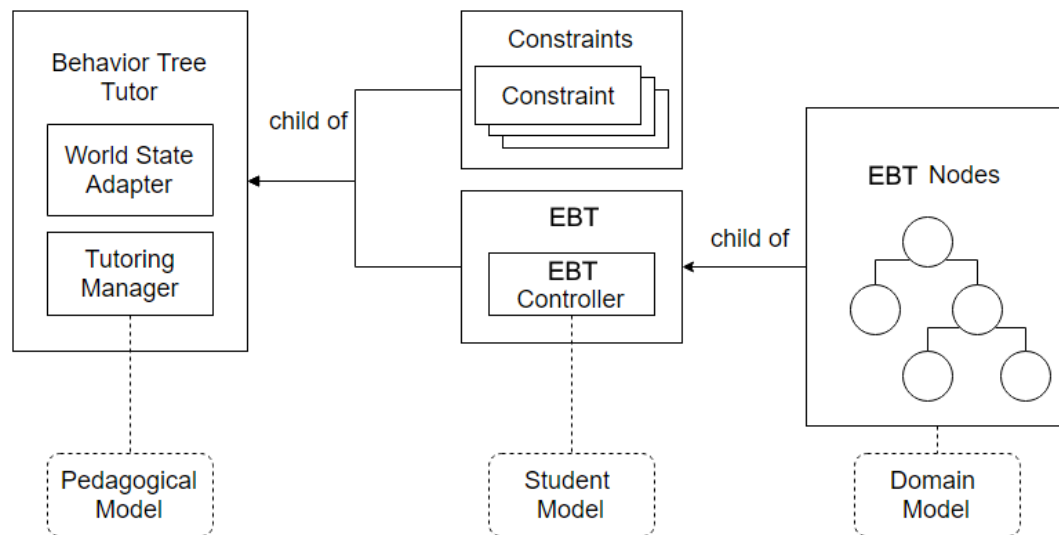 Behavior Tree
Tutor
World State
Adapter
Tutoring
Manager
child of
Constraints
Constraint
EBT
EBT
Controller
child of
EBT Nodes
Pedagogical
Model
Student
Model
Domain
Model